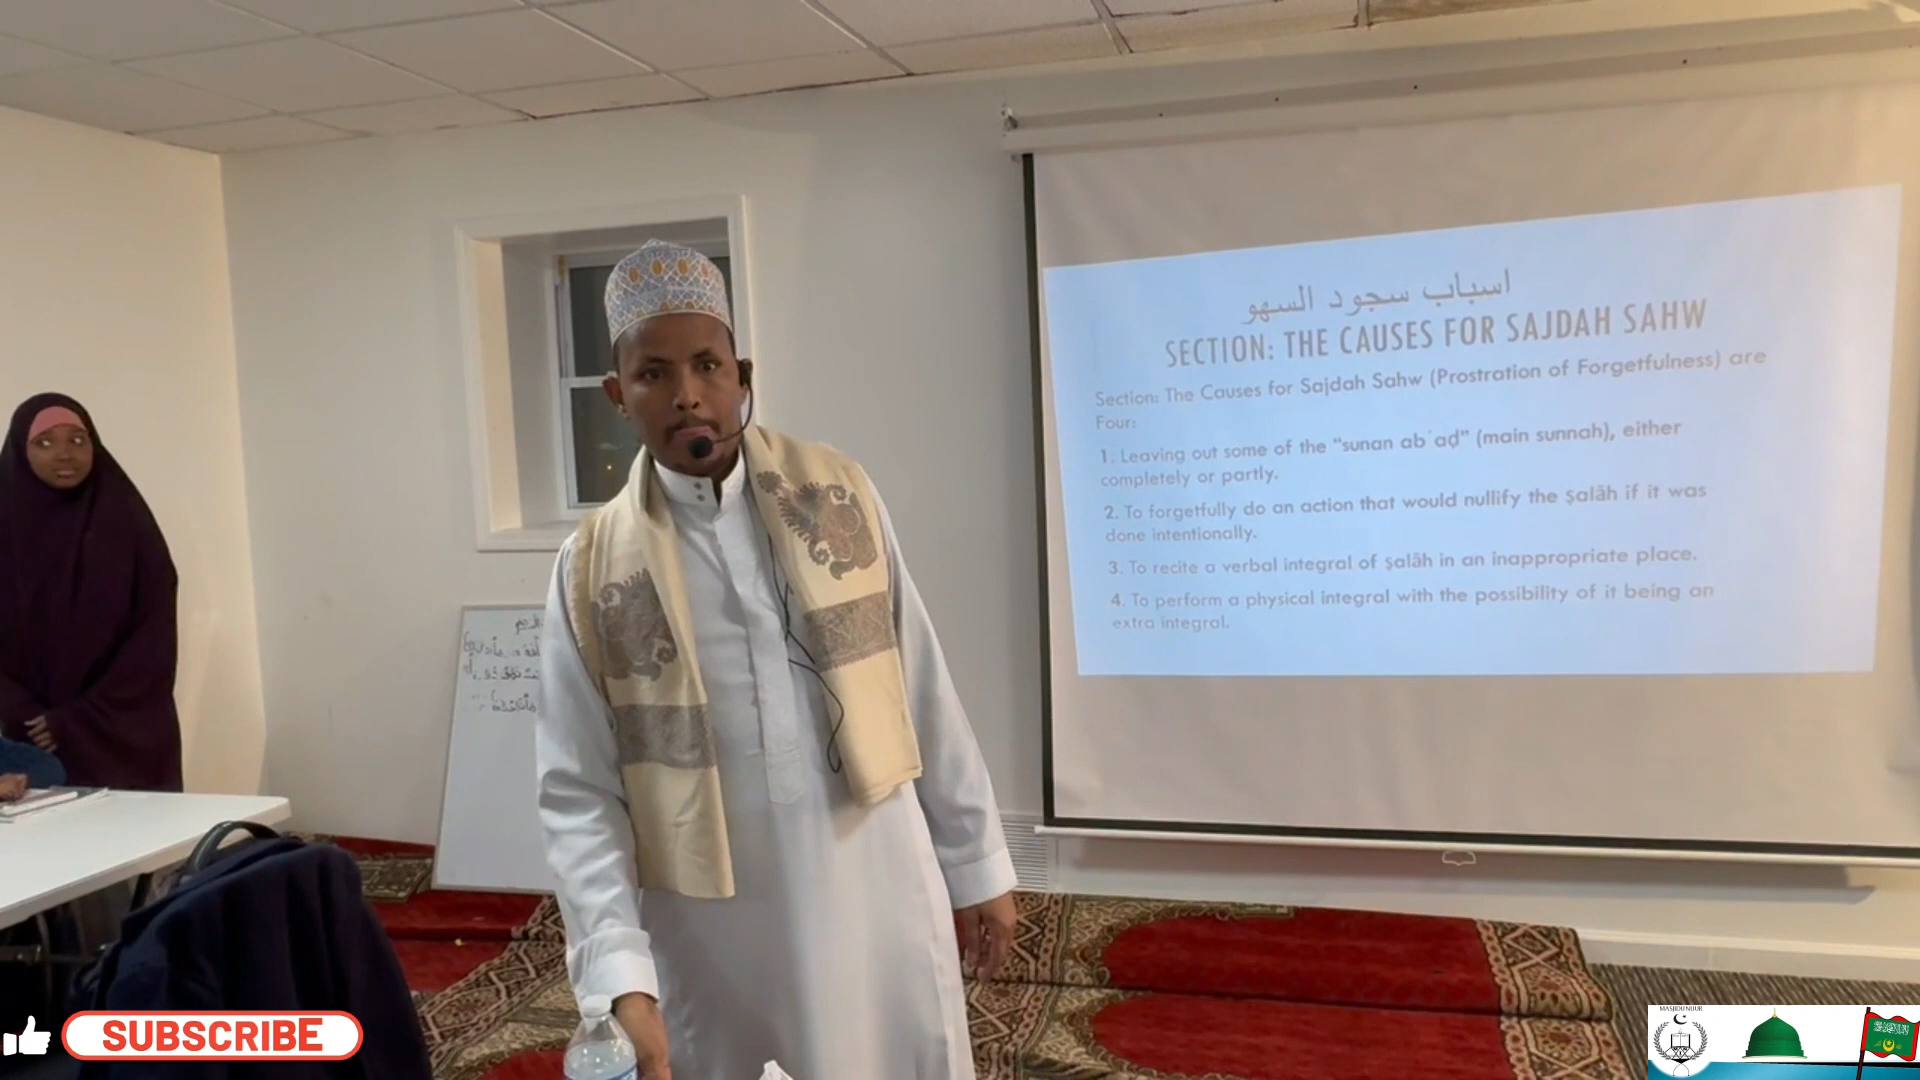 اسباب سجود السهو
SECTION: THE CAUSES FOR SAJDAH SAHW
Section: The Causes for Sajdah Sahw (Prostration of Forgetfulness) are
Four:
1. Leaving out some of the “sunan ab`aḍ” (main sunnah), either
completely or partly.
2. To forgetfully do an action that would nullify the ṣalāh if it was
done intentionally.
3. To recite a verbal integral of ṣalāh in an inappropriate place.
4. To perform a physical integral with the possibility of it being an
extra integral.
SUBSCRIBE
MASJIDU NUUR